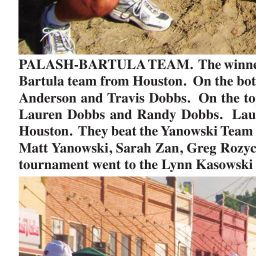 PALASH-BARTULA TEAM. The winne
Bartula team from Houston. On the bot
Anderson and Travis Dobbs. On the to
Lauren Dobbs and Randy Dobbs. Lau
Houston. They beat the Yanowski Team
Matt Yanowski, Sarah Zan, Greg Rozyc
tournament went to the Lynn Kasowski